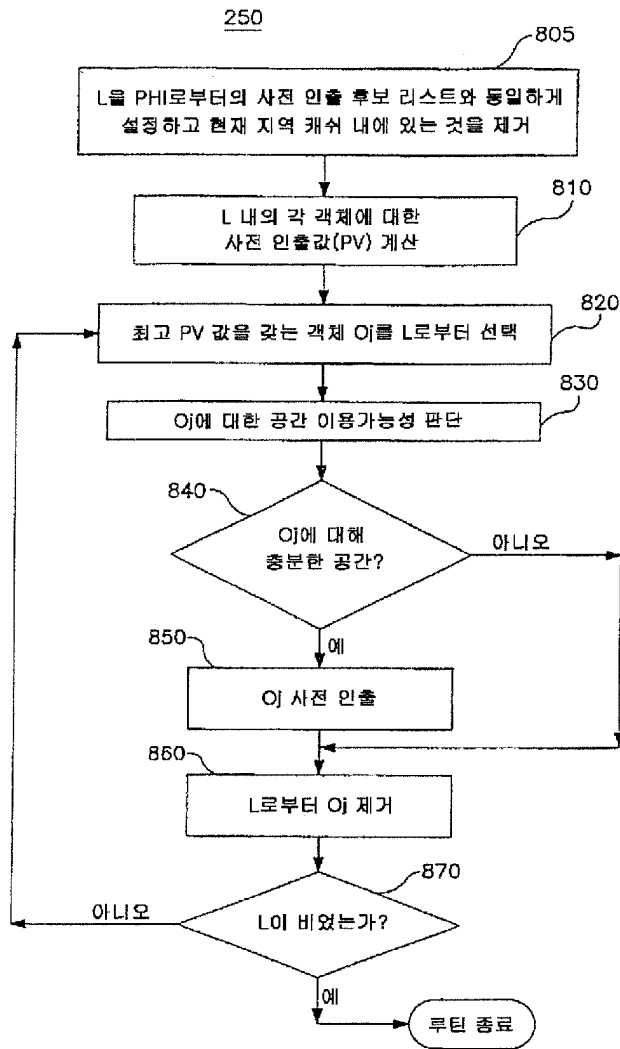 250
805
L을 PHI로부터의 사전 인출 후보 리스트와 동일하게
설정하고 현재 지역 캐쉬 내에 있는 것을 제거
810
L 내의 각 객체에 대한
사전 인출값(PV) 계산
820
최고 PV 값을 갖는 객체 Oj를 L로부터 선택
830
Oj에 대한 공간 이용가능성 판단
840
Oj에 대해
충분한 공간?
아니오
예
850
Oj 사전 인출
860
L로부터 Oj 제거
870
L이 비었는가?
아니오
예
루틴 종료